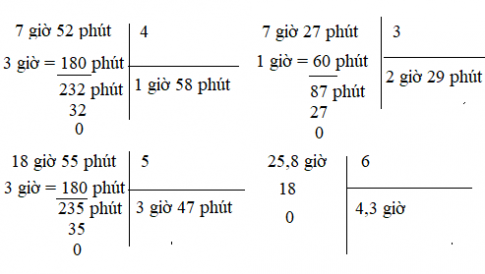 7 giờ 52 phút 4
3 giờ = 180 phút
232 phút 1 giờ 58 phút
32
0
7 giờ 27 phút 3
1 giờ = 60 phút
87 phút 2 giờ 29 phút
27
0
18 giờ 55 phút 5
3 giờ = 180 phút
235 phút 3 giờ 47 phút
35
0
25,8 giờ 6
18
0 4,3 giờ